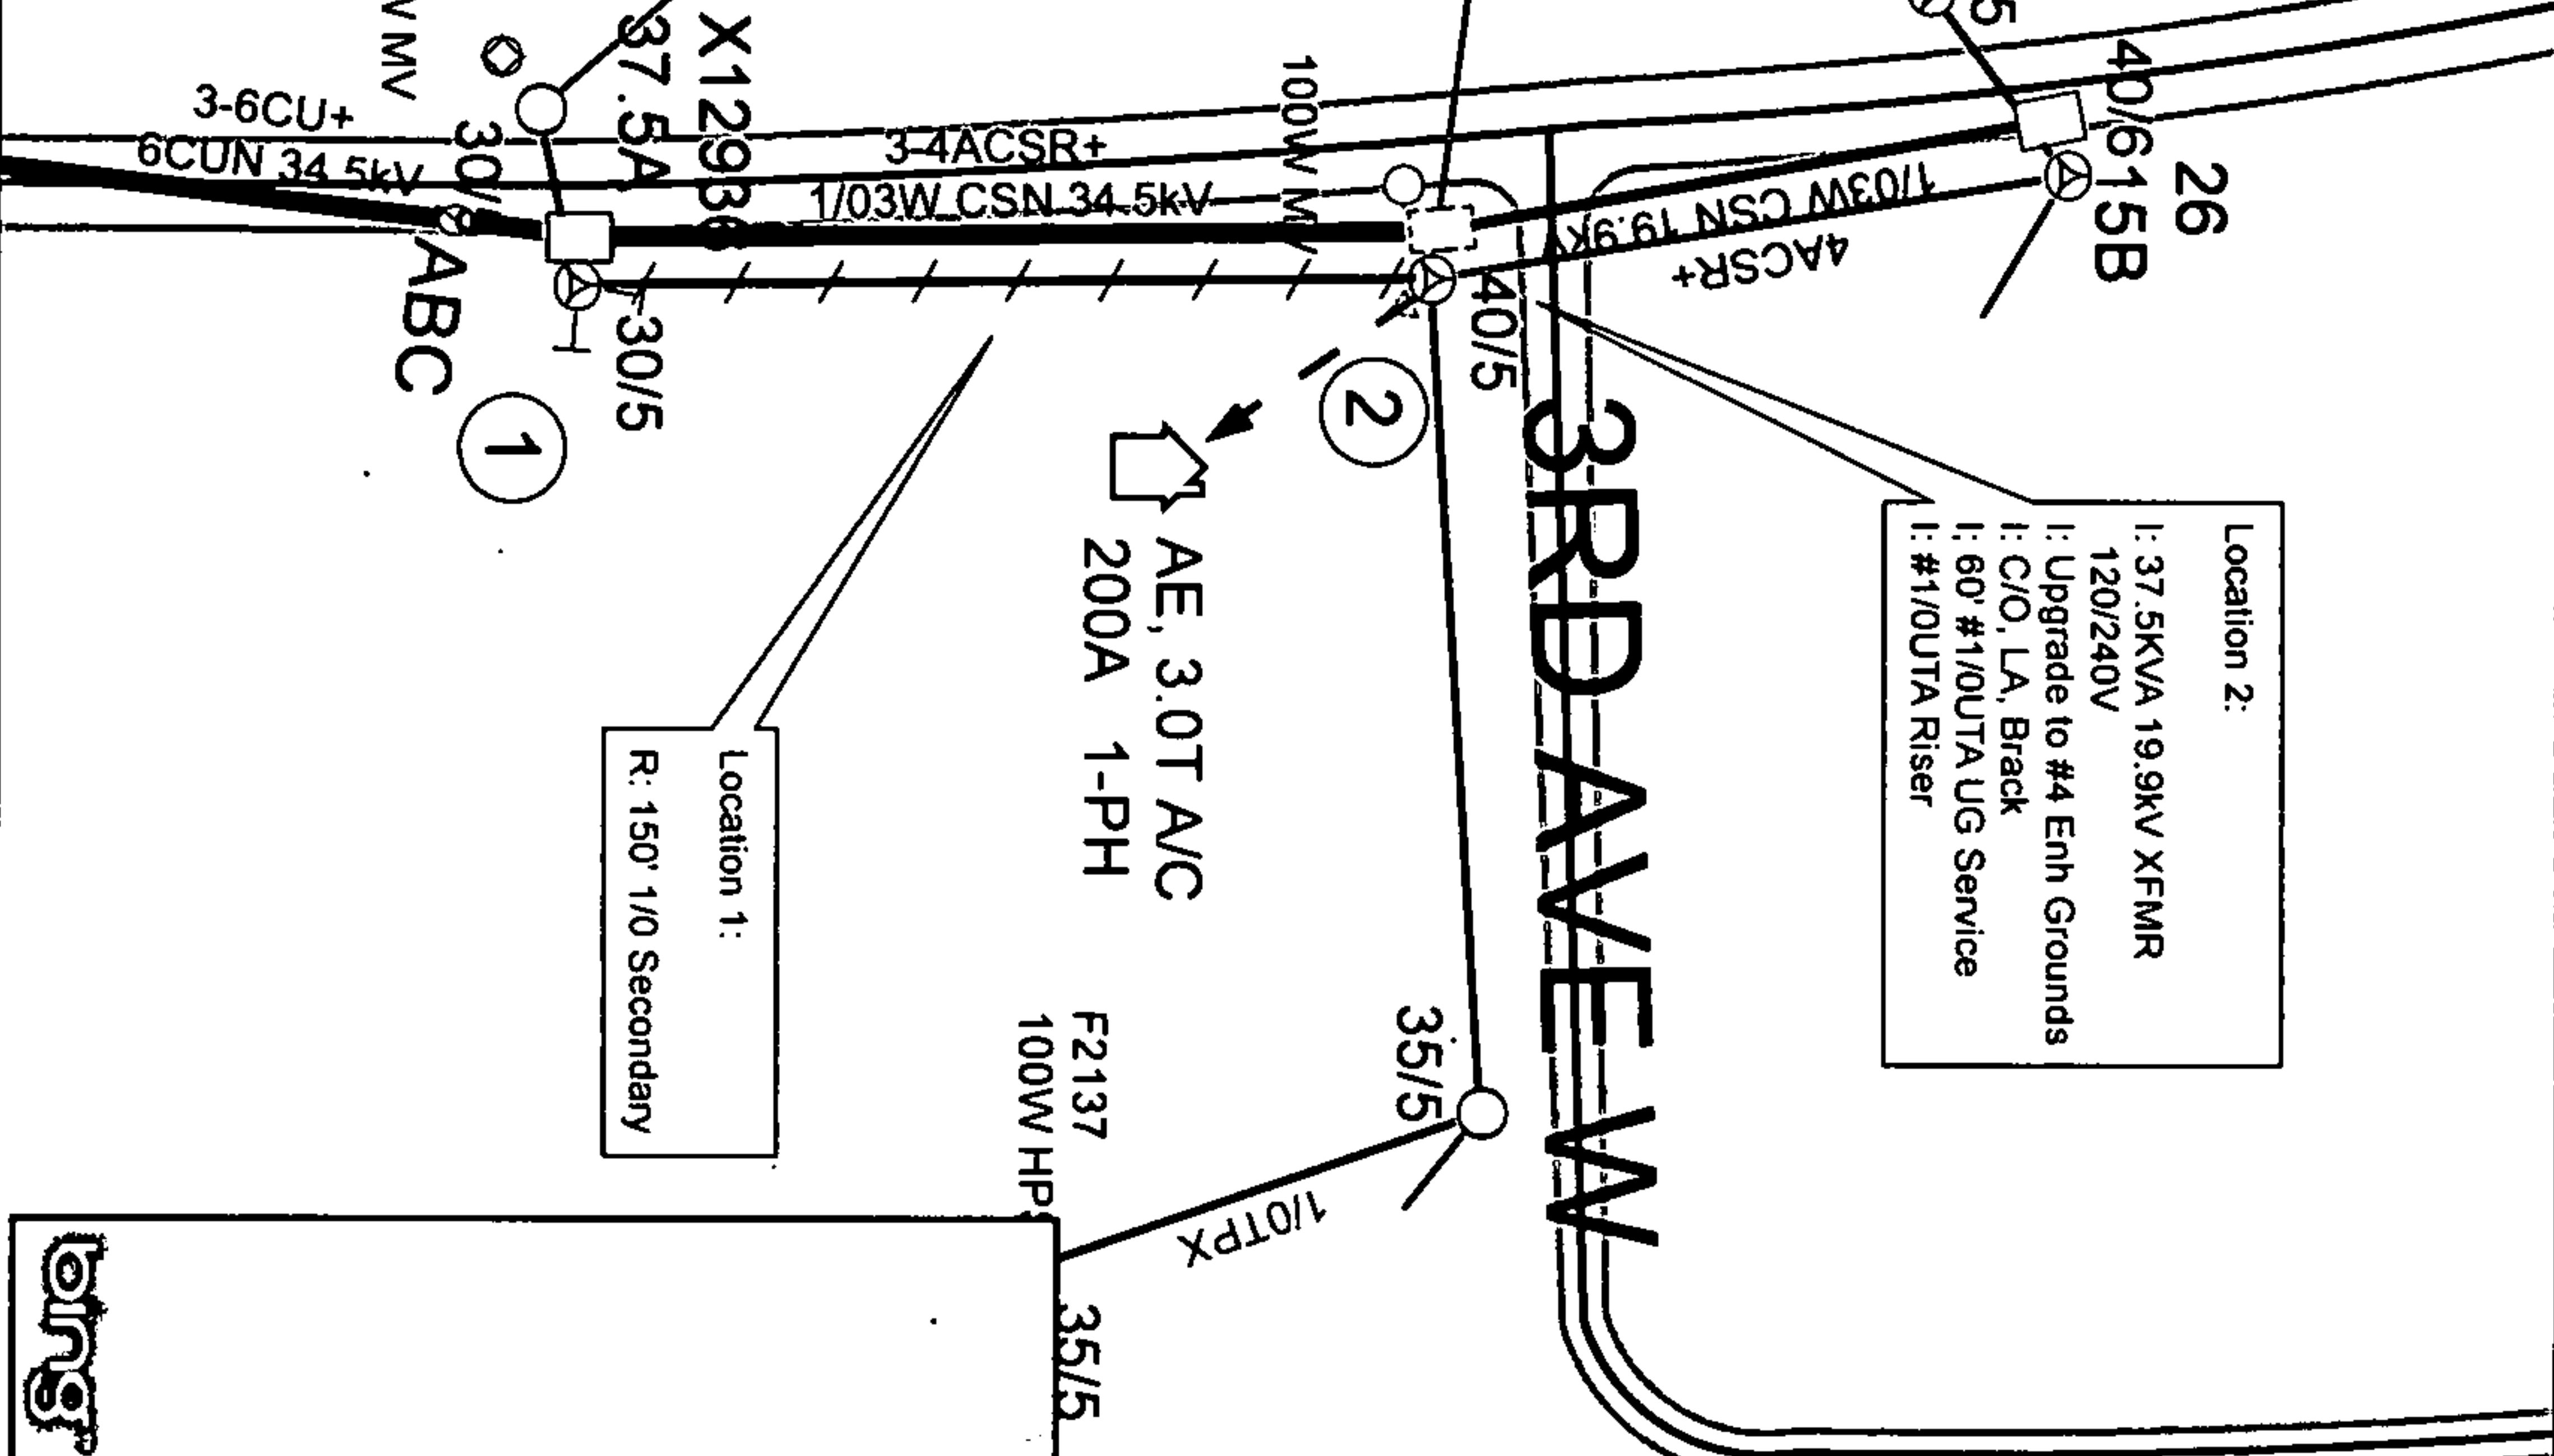 Location 2:
I: 37.5KVA 19.9kV XFMR
120/240V
I: Upgrade to #4 Enh Grounds
I: C/O, LA, Brack
I: 60' #1/0UTA UG Service
I: #1/0UTA Riser
26
40/615B
5
1/03W CSN 19.9kV
4ACSR+
3RD AVE W
40/5
2
100W M
3-4ACSR+
1/03W CSN 34.5kV
35/5
1/0TPX
AE, 3.0T A/C
200A 1-PH
F2137
100W HP
35/5
X12936
37.5A
30/5
Location 1:
R: 150' 1/0 Secondary
1
30/
ABC
V MV
3-6CU+
6CUN 34.5kV
bing